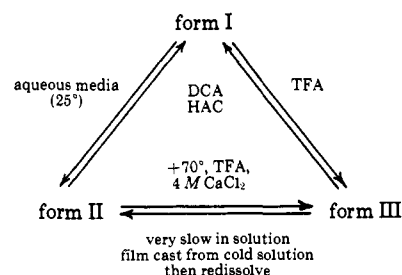 form I
aqueous media
(25°)
DCA
HAC
TFA
+70°, TFA,
4 M CaCl₂
form II
form III
very slow in solution
film cast from cold solution
then redissolve